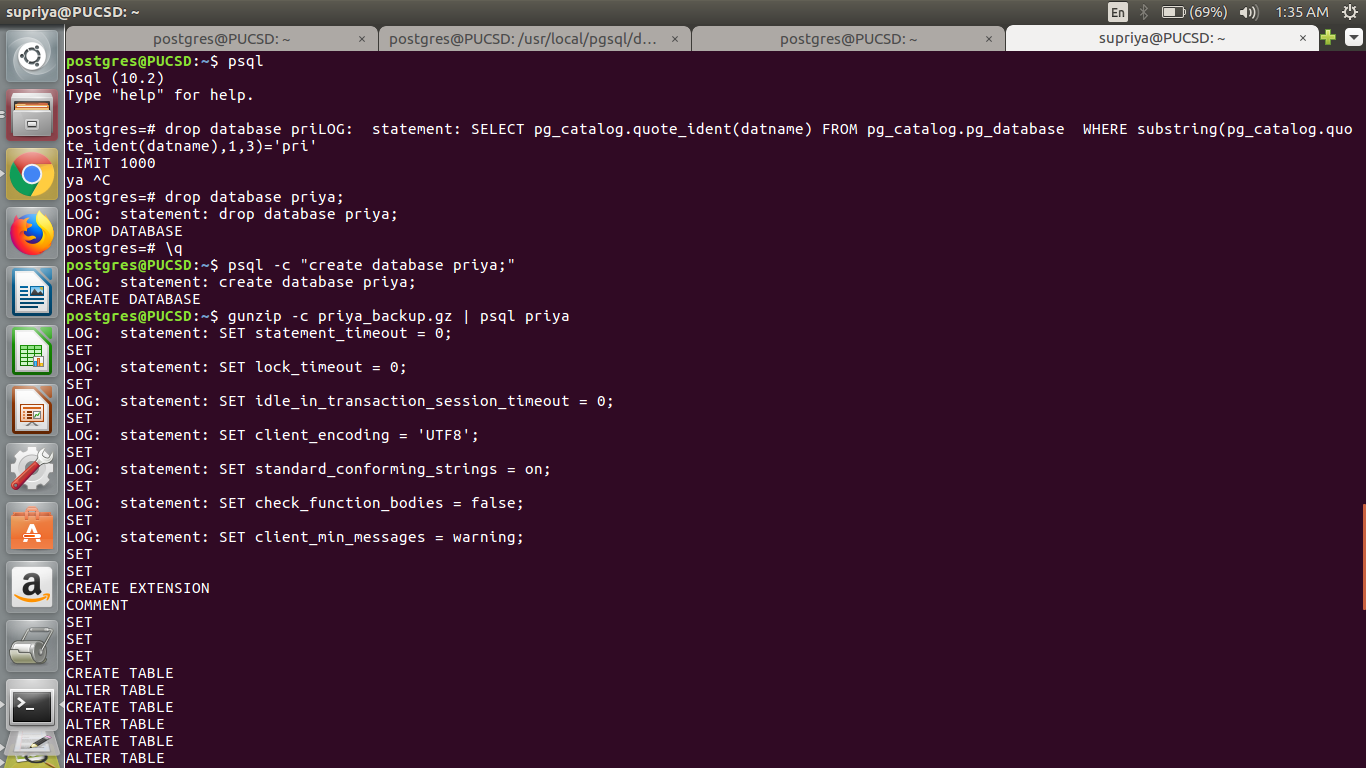 supriya@PUCSD: ~
En (69%) 1:35 AM
postgres@PUCSD: ~ × postgres@PUCSD: /usr/local/pgsql/d... × postgres@PUCSD: ~ × supriya@PUCSD: ~ ×
postgres@PUCSD:~$ psql
psql (10.2)
Type "help" for help.
postgres=# drop database priLOG:  statement: SELECT pg_catalog.quote_ident(datname) FROM pg_catalog.pg_database  WHERE substring(pg_catalog.quo
te_ident(datname),1,3)='pri'
LIMIT 1000
ya ^C
postgres=# drop database priya;
LOG:  statement: drop database priya;
DROP DATABASE
postgres=# \q
postgres@PUCSD:~$ psql -c "create database priya;"
LOG:  statement: create database priya;
CREATE DATABASE
postgres@PUCSD:~$ gunzip -c priya_backup.gz | psql priya
LOG:  statement: SET statement_timeout = 0;
SET
LOG:  statement: SET lock_timeout = 0;
SET
LOG:  statement: SET idle_in_transaction_session_timeout = 0;
SET
LOG:  statement: SET client_encoding = 'UTF8';
SET
LOG:  statement: SET standard_conforming_strings = on;
SET
LOG:  statement: SET check_function_bodies = false;
SET
LOG:  statement: SET client_min_messages = warning;
SET
SET
CREATE EXTENSION
COMMENT
SET
SET
SET
CREATE TABLE
ALTER TABLE
CREATE TABLE
ALTER TABLE
CREATE TABLE
ALTER TABLE